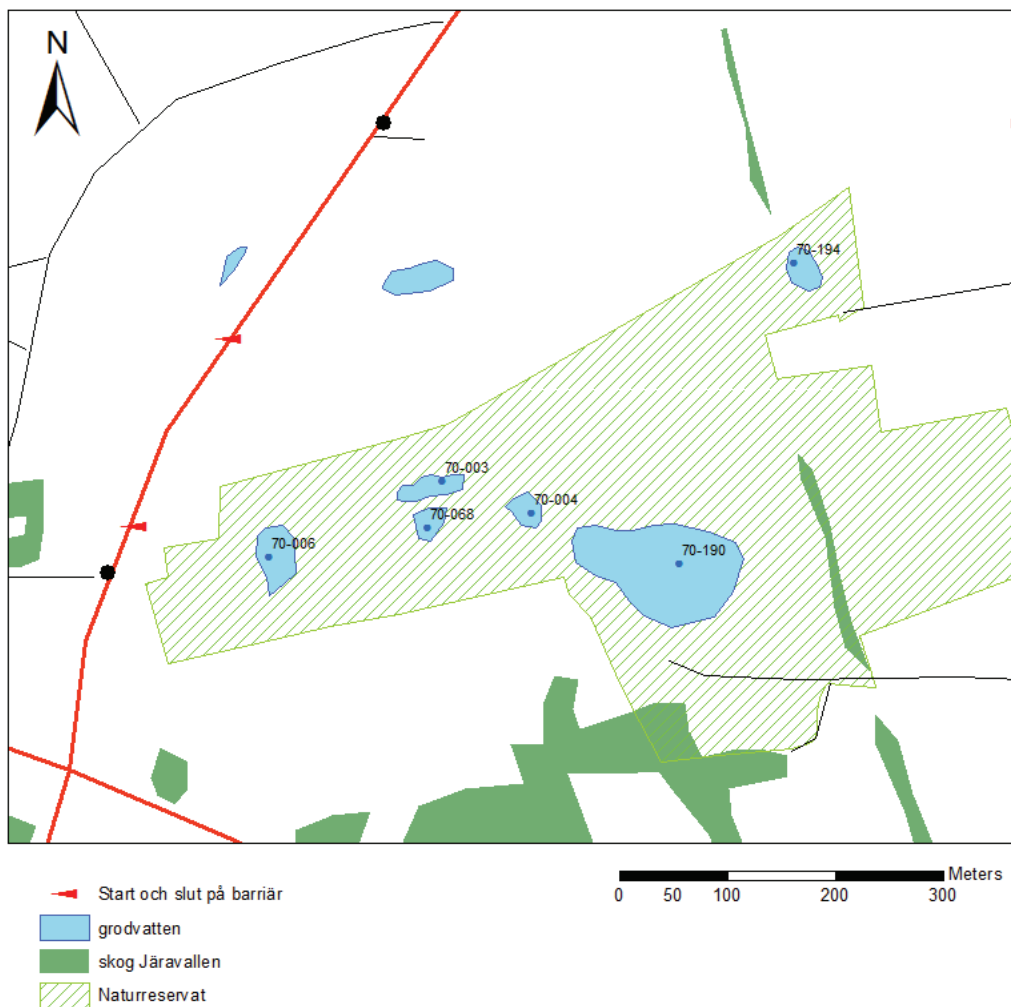 N
70-194
70-003
70-004
70-068
70-006
70-190
Start och slut på barriär
grodvatten
skog Järavallen
Naturreservat
Meters
0 50 100 200 300